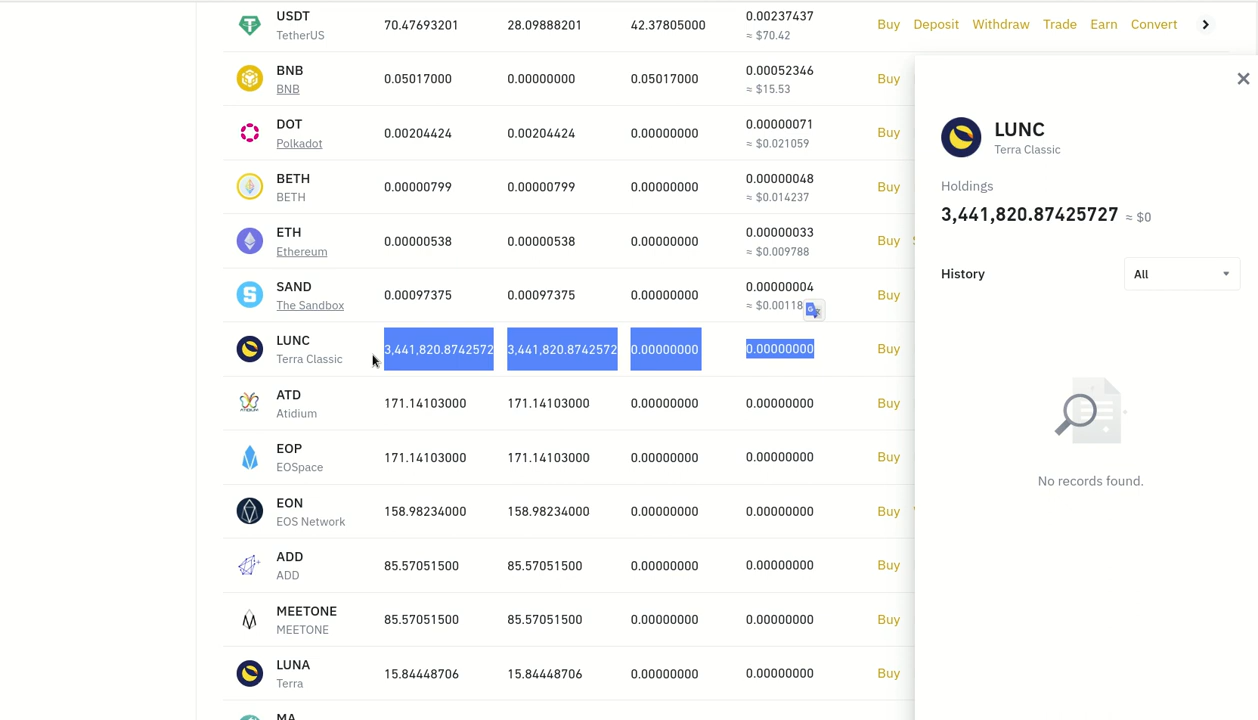 USDT
TetherUS
70.47693201
28.09888201
42.37805000
0.00237437
≈ $70.42
Buy Deposit Withdraw Trade Earn Convert
BNB
BNB
0.05017000
0.00000000
0.05017000
0.00052346
≈ $15.53
Buy
DOT
Polkadot
0.00204424
0.00204424
0.00000000
0.00000071
≈ $0.021059
Buy
BETH
BETH
0.00000799
0.00000799
0.00000000
0.00000048
≈ $0.014237
Buy
ETH
Ethereum
0.00000538
0.00000538
0.00000000
0.00000033
≈ $0.009788
Buy
SAND
The Sandbox
0.00097375
0.00097375
0.00000000
0.00000004
≈ $0.00118
Buy
LUNC
Terra Classic
3,441,820.8742572
3,441,820.8742572
0.00000000
0.00000000
Buy
ATD
Atidium
171.14103000
171.14103000
0.00000000
0.00000000
Buy
EOP
EOSpace
171.14103000
171.14103000
0.00000000
0.00000000
Buy
EON
EOS Network
158.98234000
158.98234000
0.00000000
0.00000000
Buy
ADD
ADD
85.57051500
85.57051500
0.00000000
0.00000000
Buy
MEETONE
MEETONE
85.57051500
85.57051500
0.00000000
0.00000000
Buy
LUNA
Terra
15.84448706
15.84448706
0.00000000
0.00000000
Buy
LUNC
Terra Classic
Holdings
3,441,820.87425727 ≈ $0
History
All
No records found.